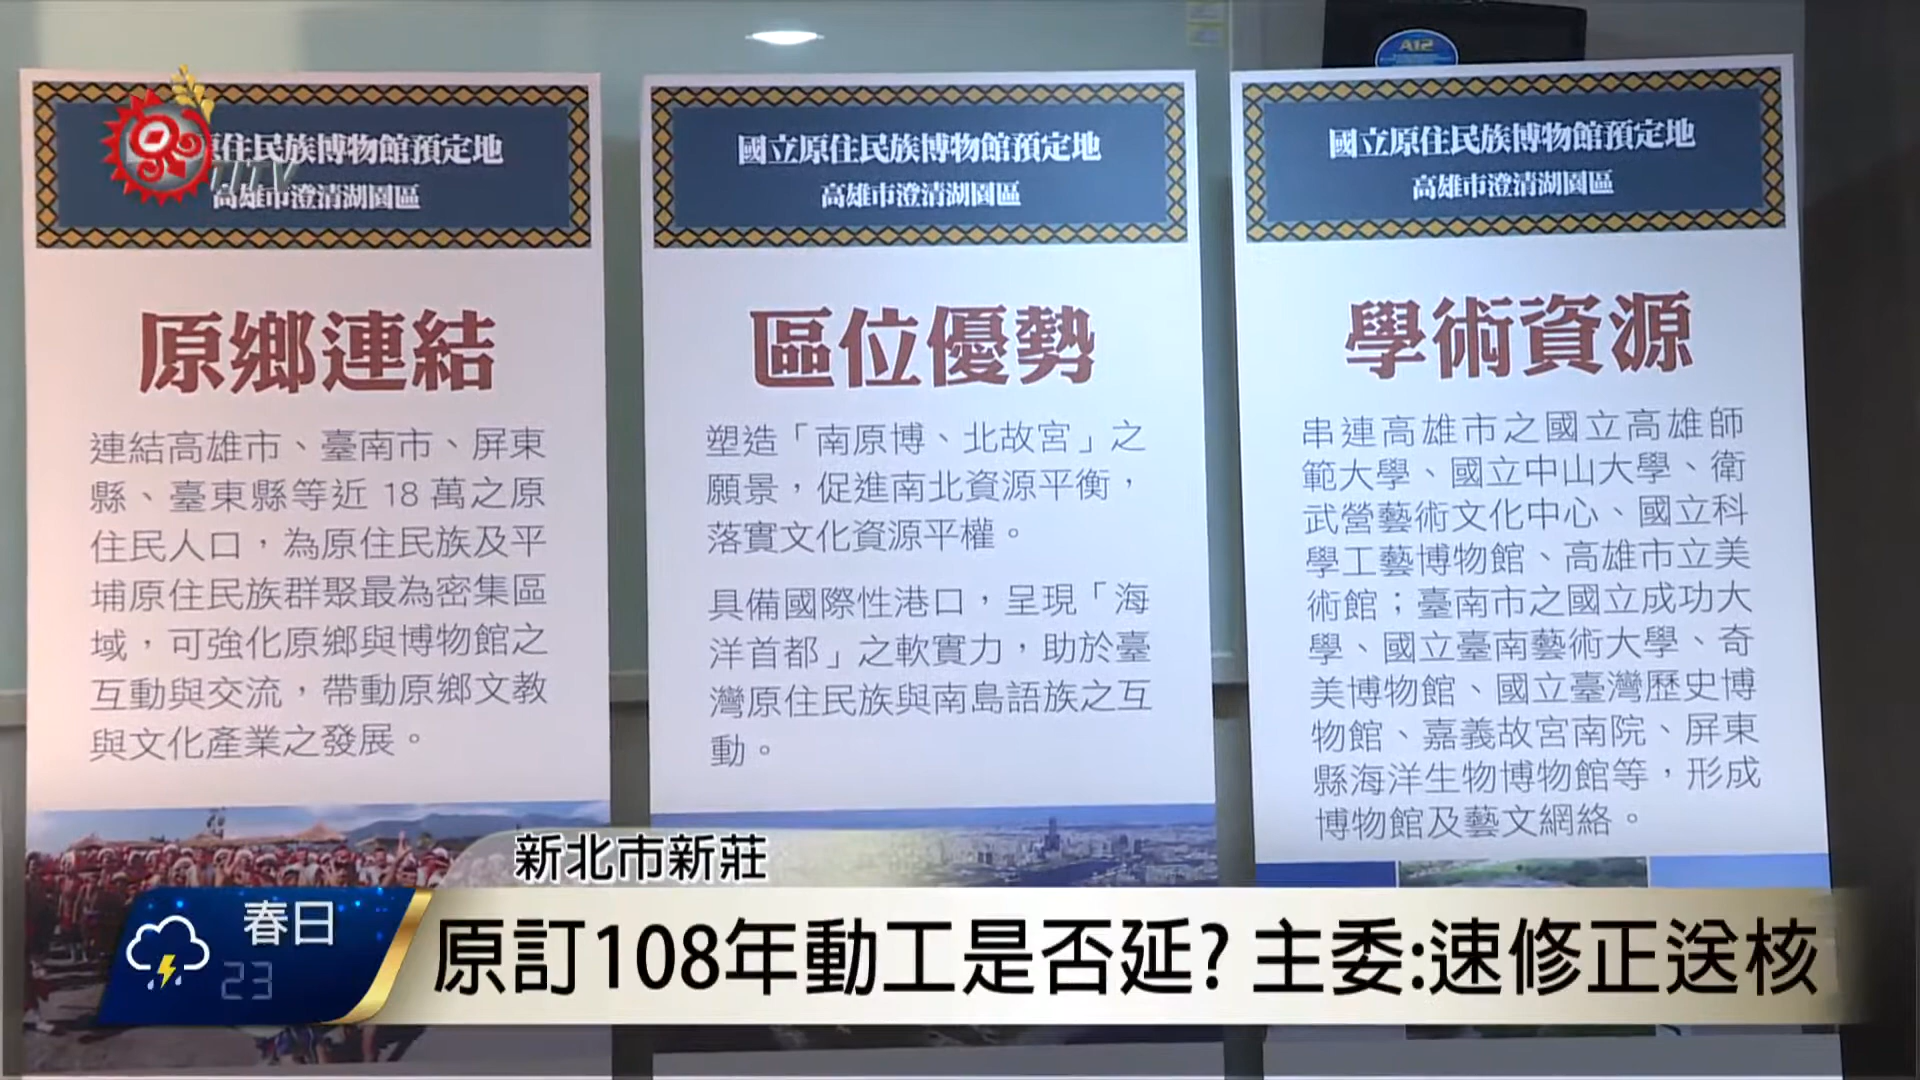 A12
原住民族博物館預定地
高雄市澄清湖園區
原鄉連結
連結高雄市、臺南市、屏東
縣、臺東縣等近 18 萬之原
住民人口，為原住民族及平
埔原住民族群聚最為密集區
域，可強化原鄉與博物館之
互動與交流，帶動原鄉文教
與文化產業之發展。
國立原住民族博物館預定地
高雄市澄清湖園區
區位優勢
塑造「南原博、北故宮」之
願景，促進南北資源平衡，
落實文化資源平權。
具備國際性港口，呈現「海
洋首都」之軟實力，助於臺
灣原住民族與南島語族之互
動。
國立原住民族博物館預定地
高雄市澄清湖園區
學術資源
串連高雄市之國立高雄師
範大學、國立中山大學、衛
武營藝術文化中心、國立科
學工藝博物館、高雄市立美
術館；臺南市之國立成功大
學、國立臺南藝術大學、奇
美博物館、國立臺灣歷史博
物館、嘉義故宮南院、屏東
縣海洋生物博物館等，形成
博物館及藝文網絡。
新北市新莊
春日
23
原訂108年動工是否延? 主委:速修正送核